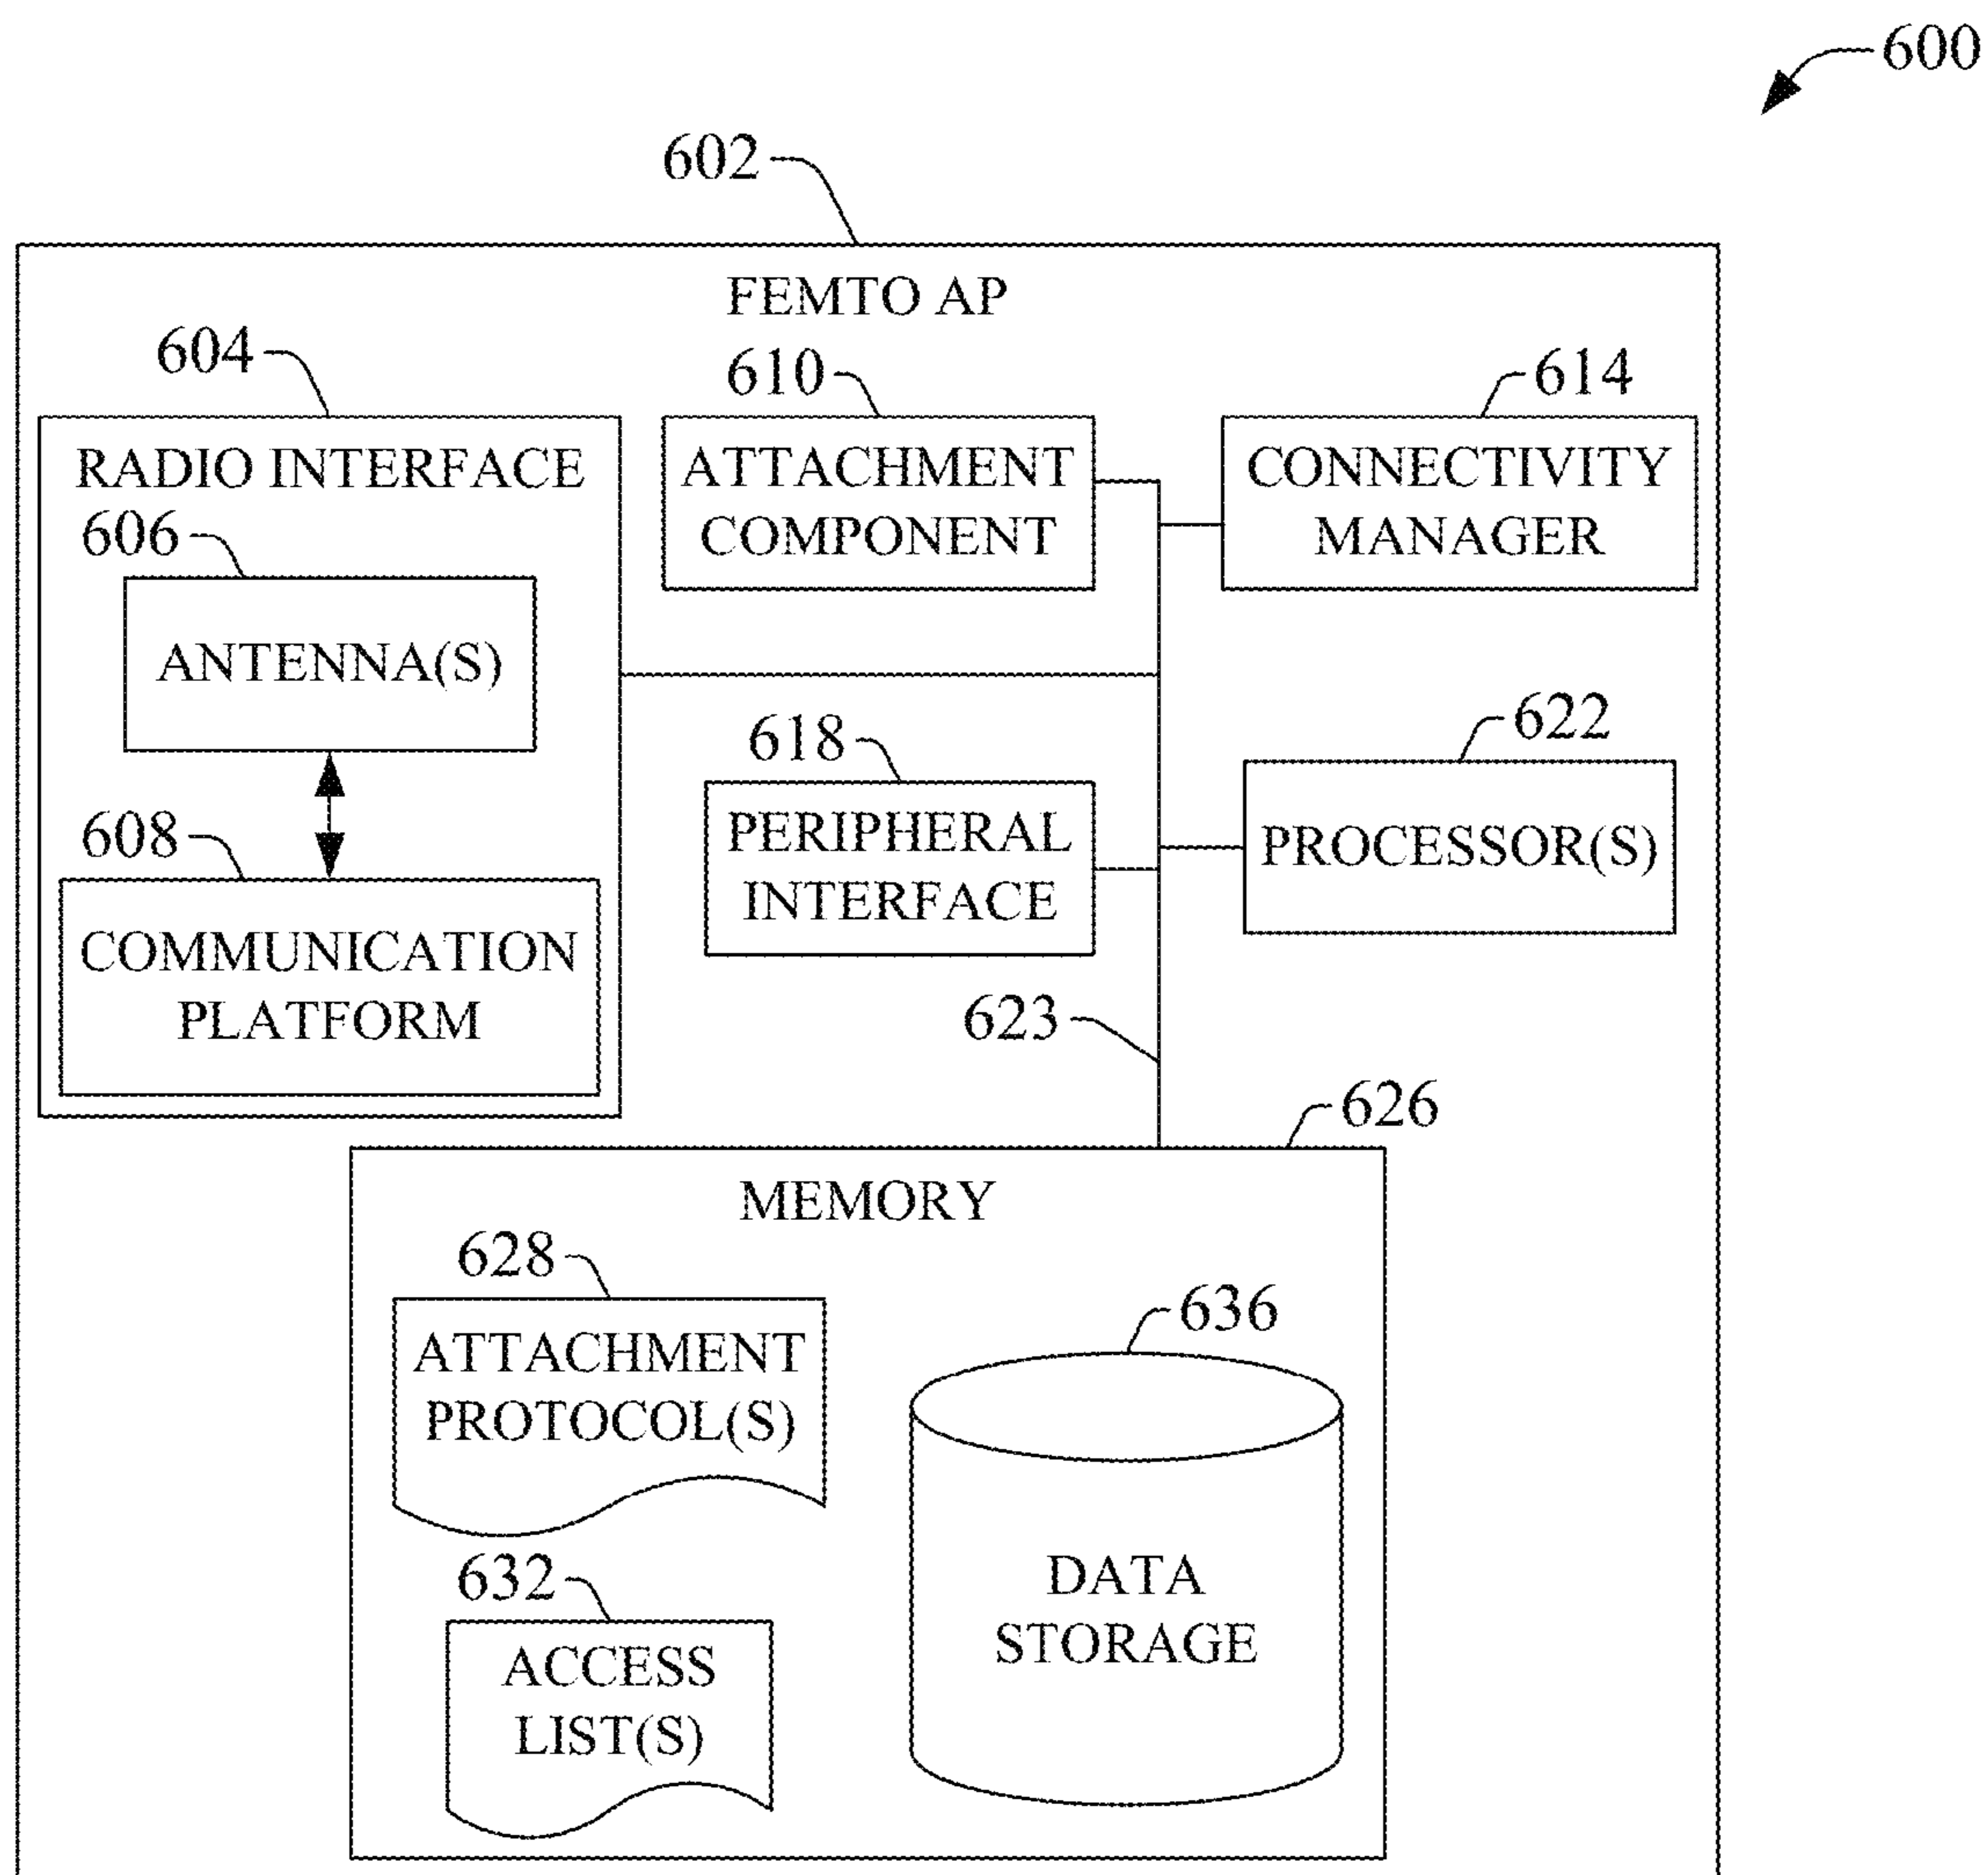 600
602
FEMTO AP
604
RADIO INTERFACE
606
ANTENNA(S)
608
COMMUNICATION
PLATFORM
610
ATTACHMENT
COMPONENT
614
CONNECTIVITY
MANAGER
618
PERIPHERAL
INTERFACE
622
PROCESSOR(S)
623
626
MEMORY
628
ATTACHMENT
PROTOCOL(S)
632
ACCESS
LIST(S)
636
DATA
STORAGE